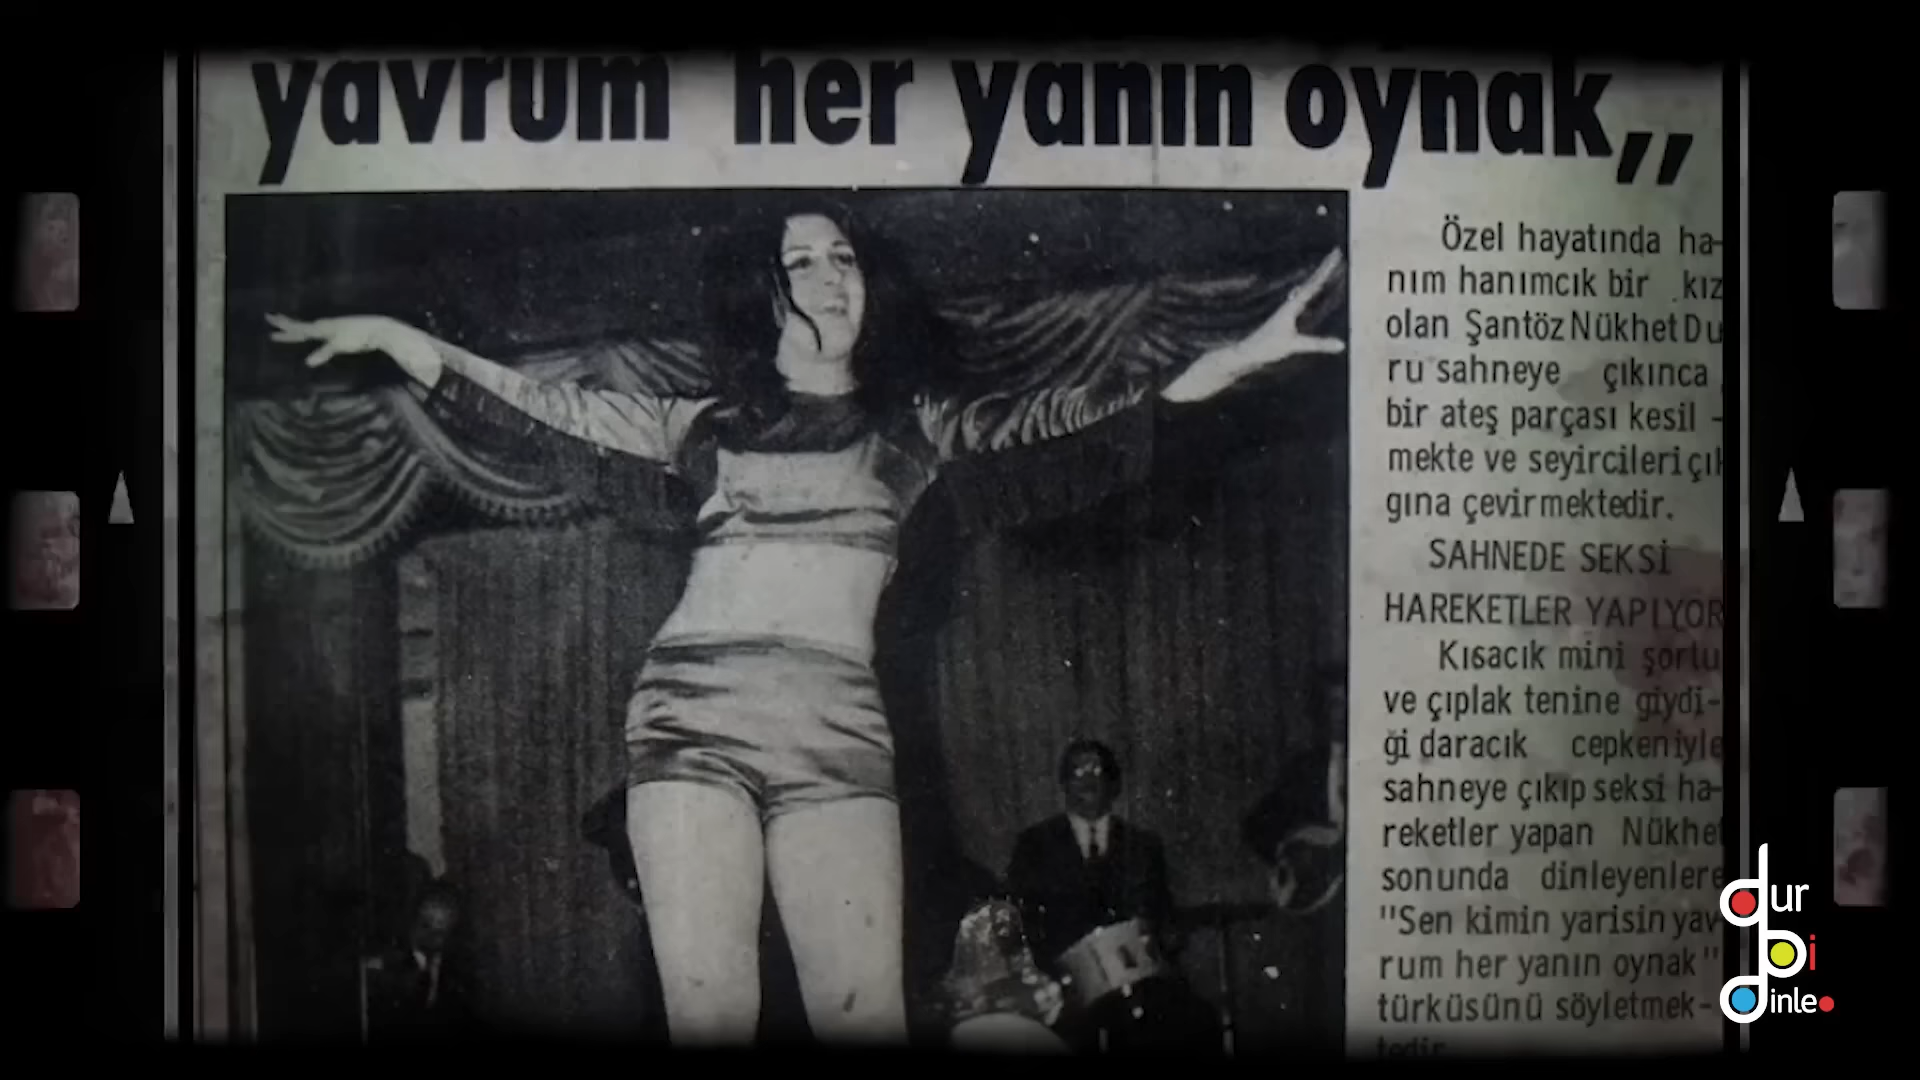 yavrum her yanın oynak,,
Özel hayatında ha-
nım hanımcık bir kız
olan Şantöz Nükhet Du
ru sahneye çıkınca
bir ateş parçası kesil -
mekte ve seyircileri çıl
gına çevirmektedir.
SAHNEDE SEKSİ
HAREKETLER YAPIYOR
Kısacık mini şortu
ve çıplak tenine giydi-
ği daracık cepkeniyle
sahneye çıkıp seksi ha-
reketler yapan Nükhet
sonunda dinleyenlere
"Sen kimin yarisin yav-
rum her yanın oynak"
türküsünü söyletmek-
tedir.
dur
bi
dinle